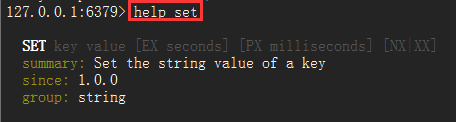 127.0.0.1:6379> help set
SET key value [EX seconds] [PX milliseconds] [NX|XX]
summary: Set the string value of a key
since: 1.0.0
group: string